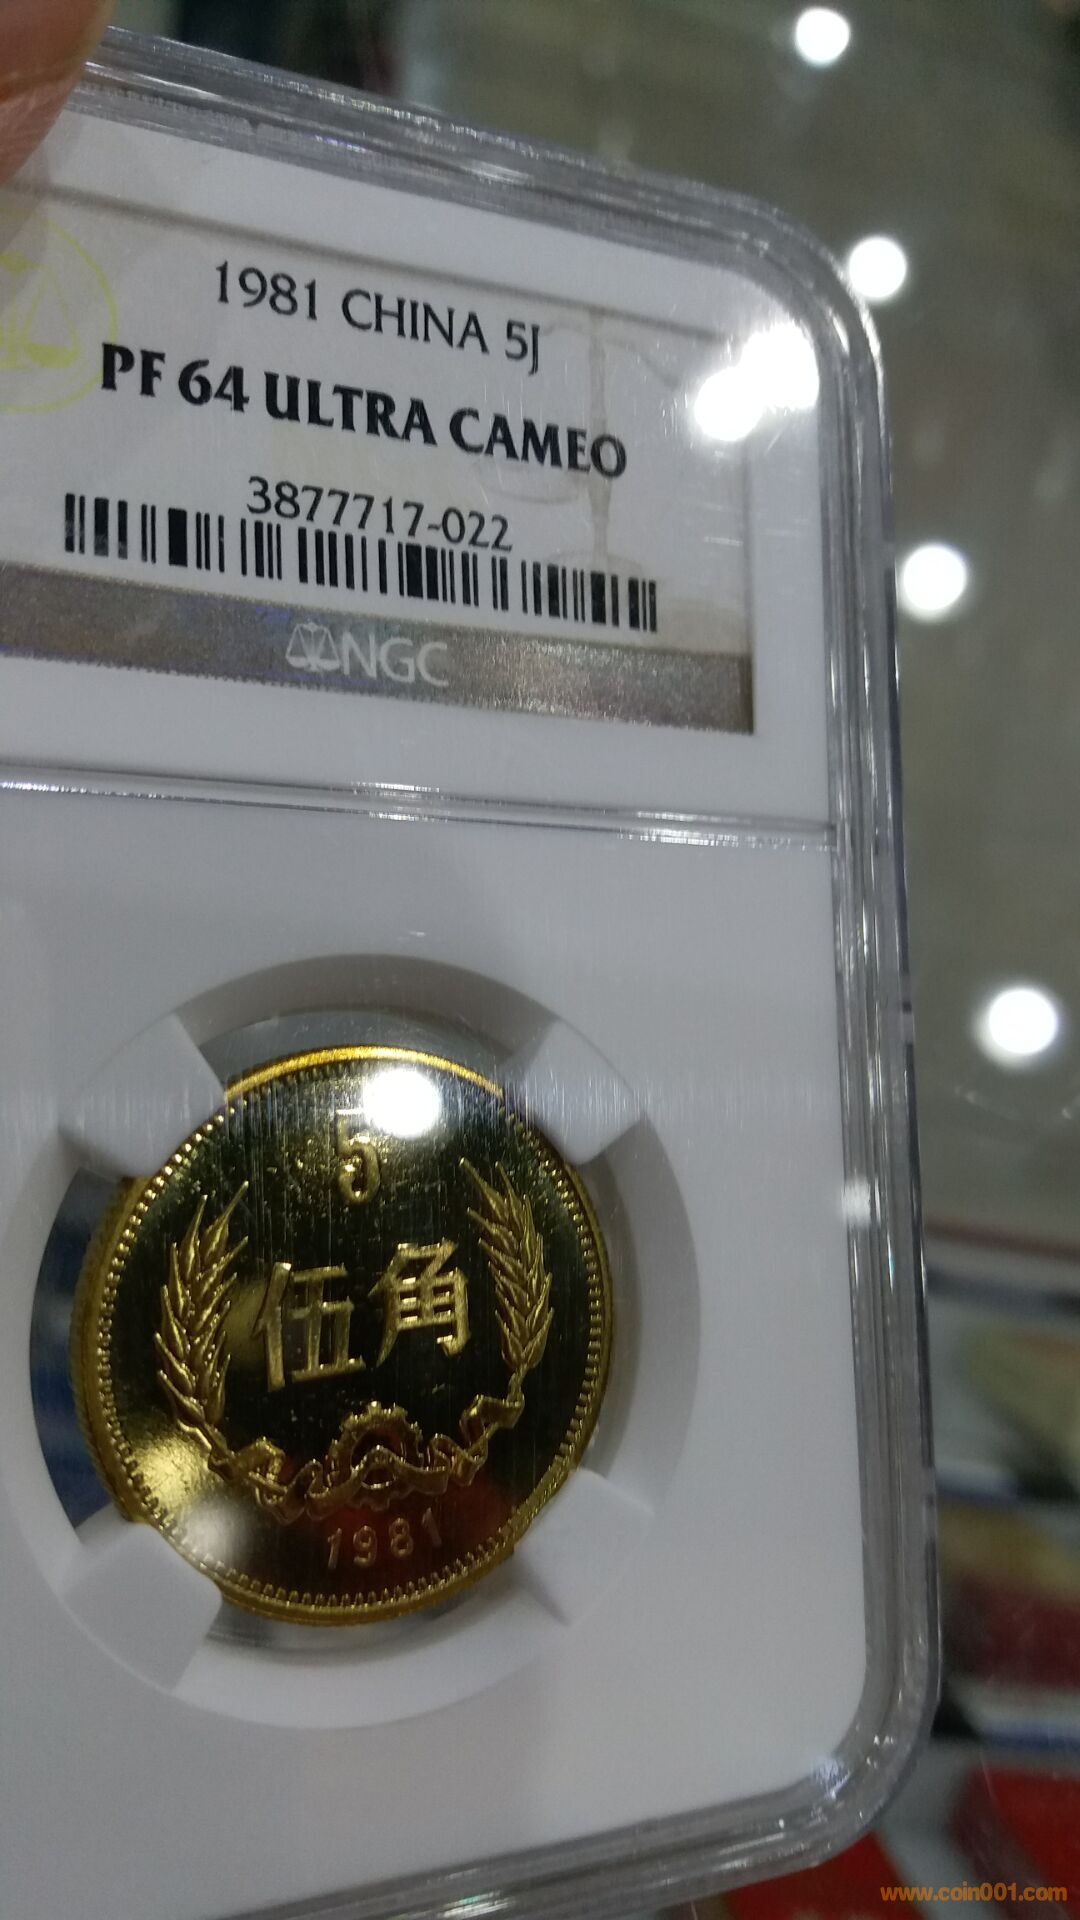 1981 CHINA 5J
PF 64 ULTRA CAMEO
3877717-022
NGC
5
伍角
1981
www.coin001.com